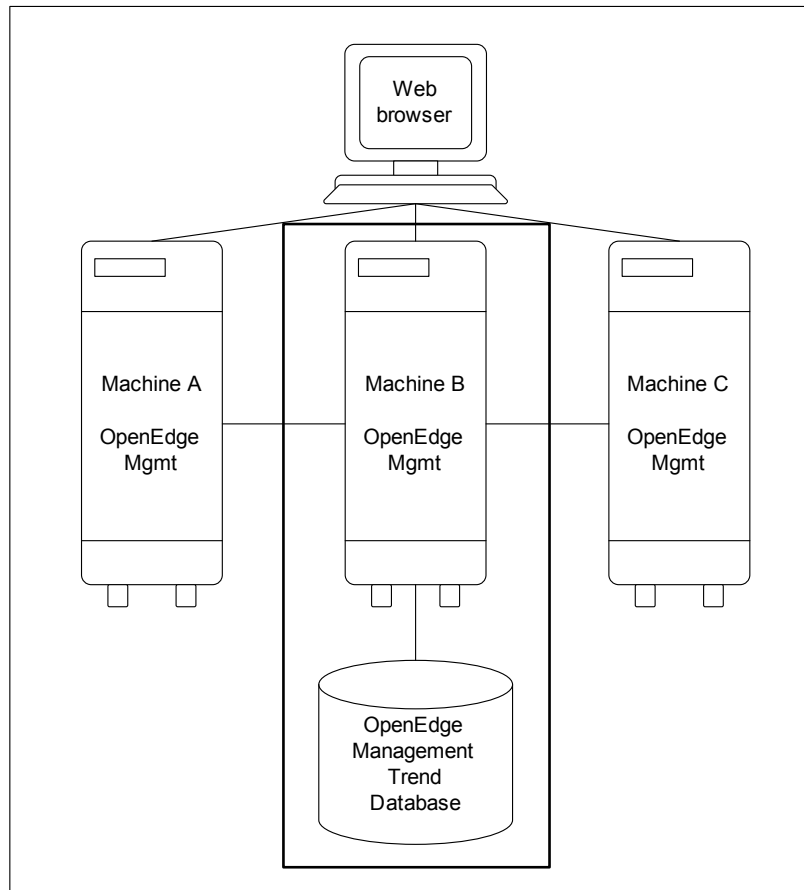 Web
browser
Machine A
OpenEdge
Mgmt
Machine B
OpenEdge
Mgmt
Machine C
OpenEdge
Mgmt
OpenEdge
Management
Trend
Database